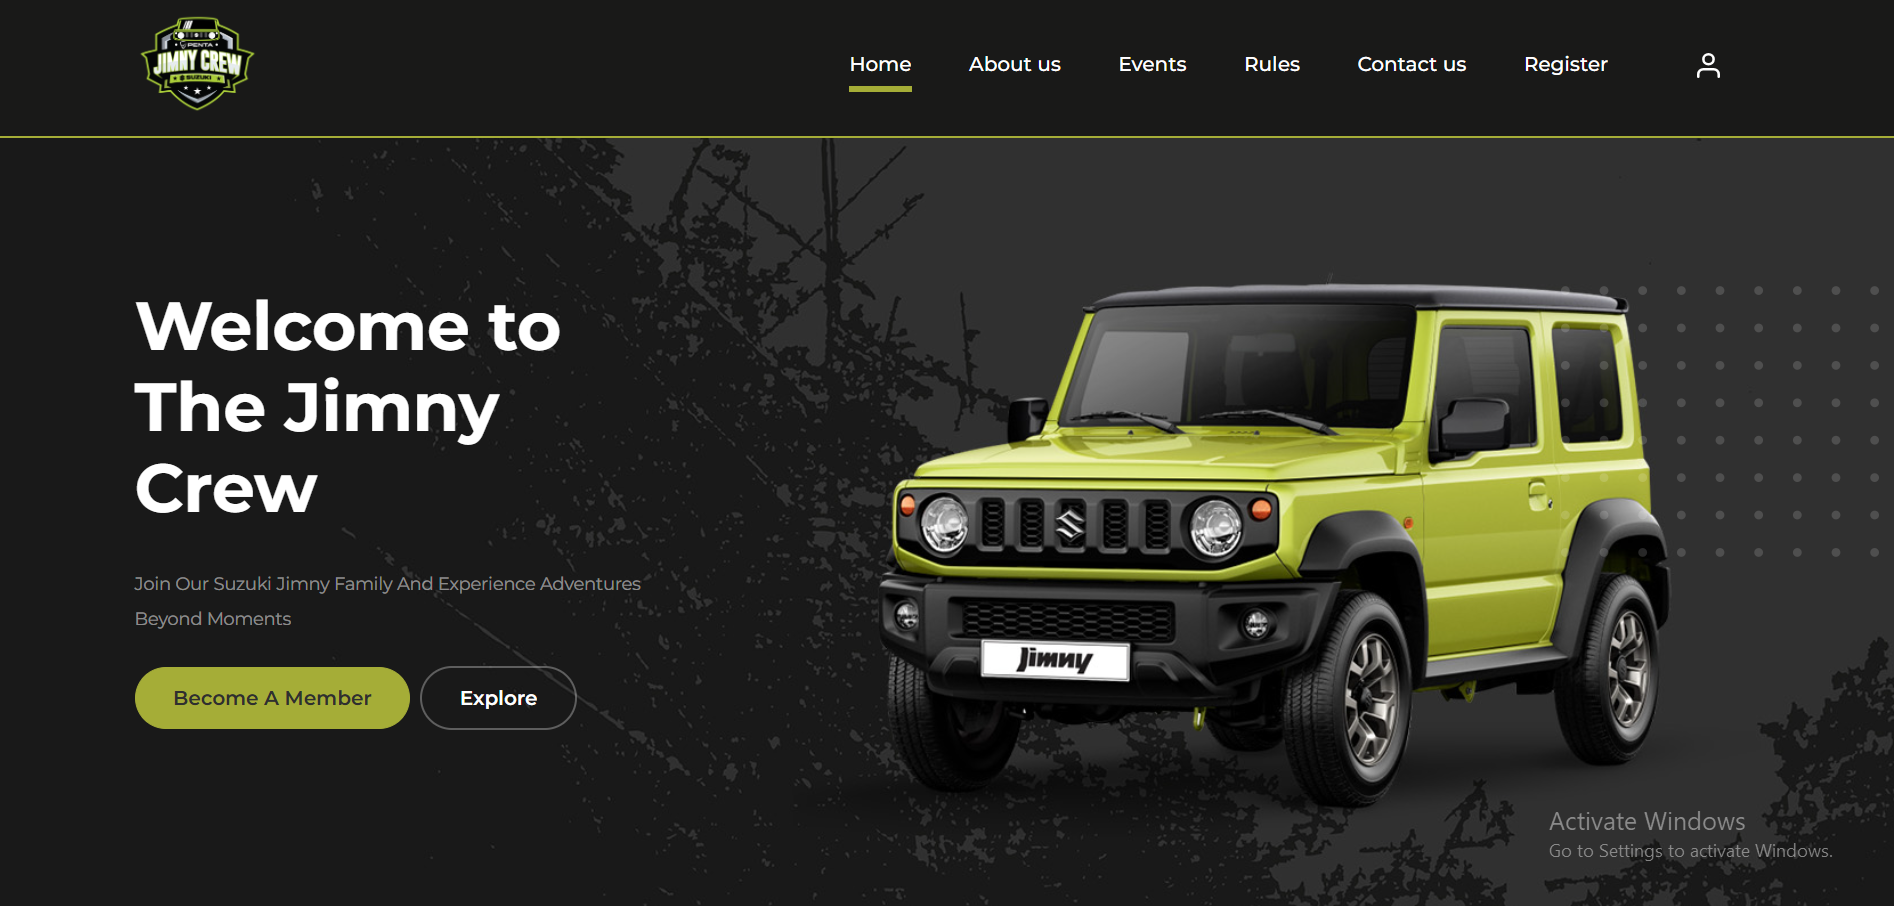 PENTA
JIMNY CREW
SUZUKI
Home
About us
Events
Rules
Contact us
Register
Welcome to
The Jimny
Crew
Join Our Suzuki Jimny Family And Experience Adventures
Beyond Moments
Become A Member
Explore
Jimny
Activate Windows
Go to Settings to activate Windows.